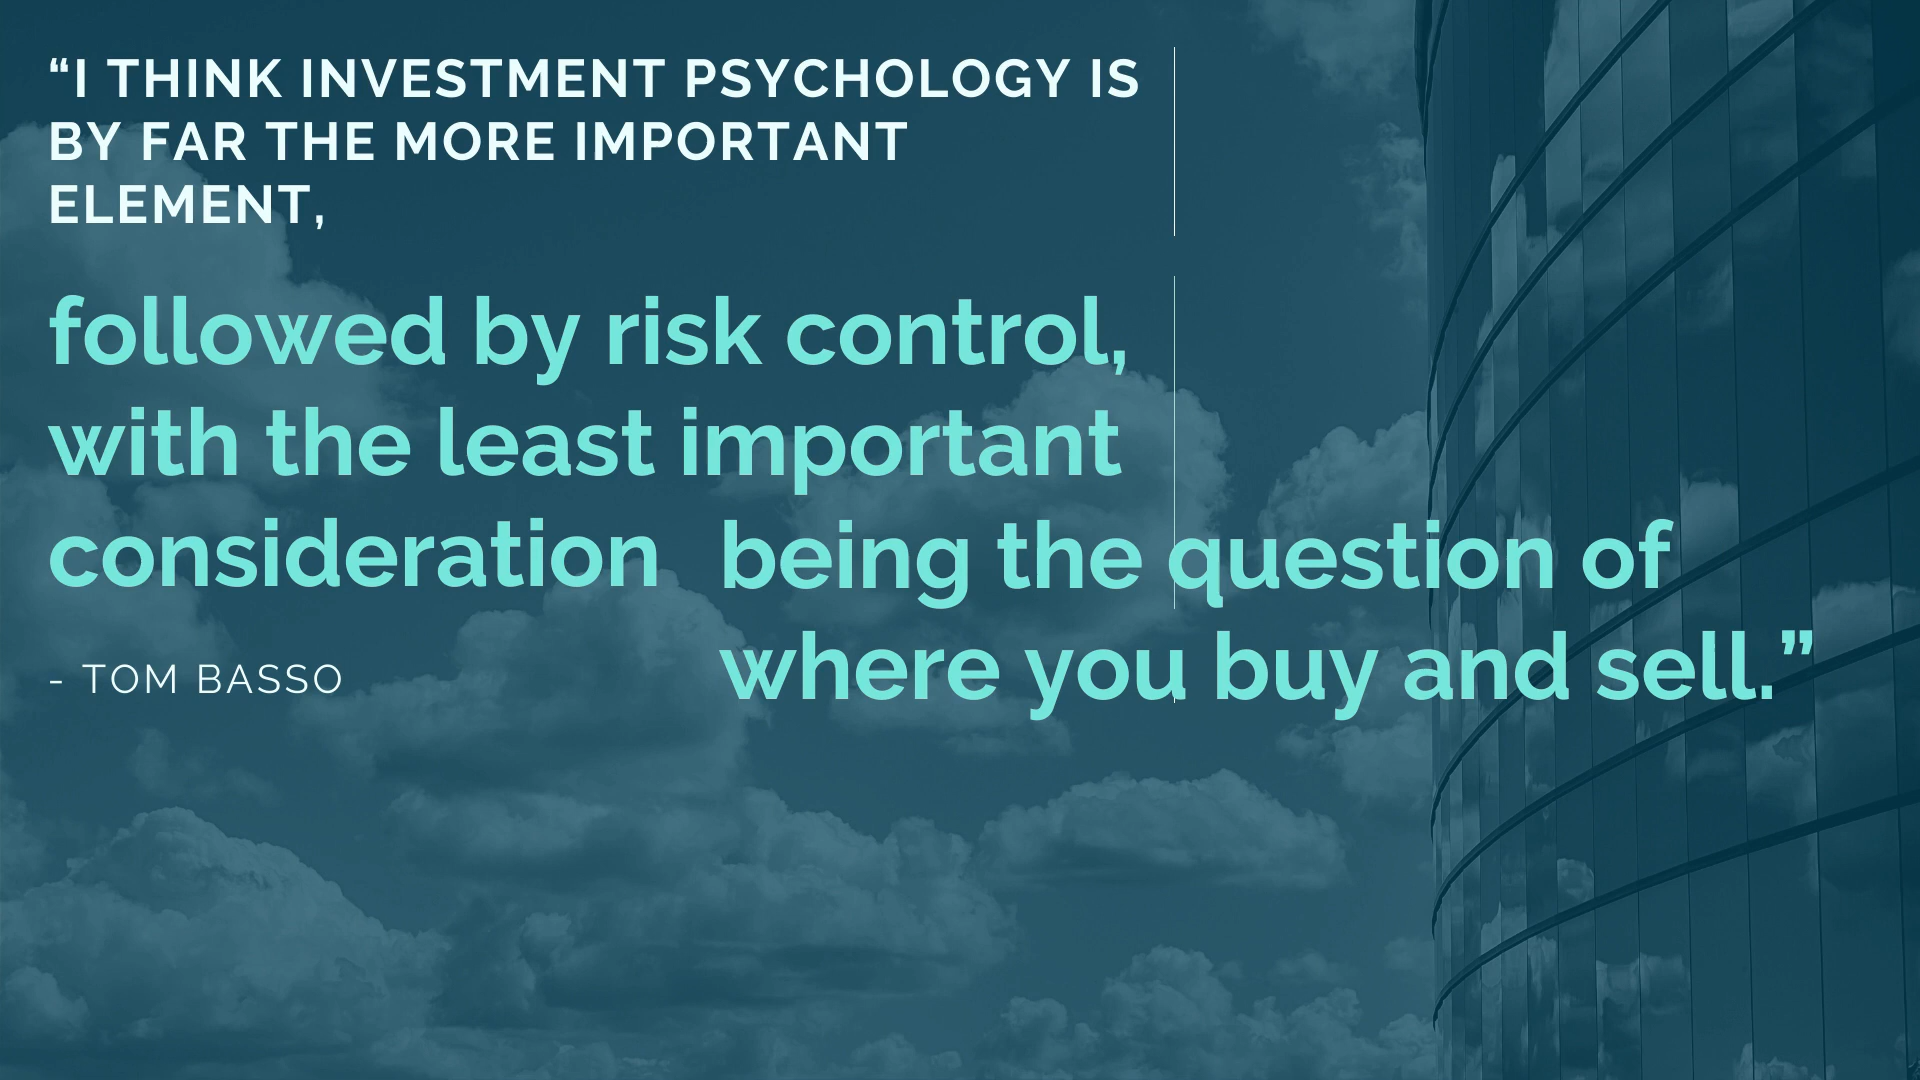 “I THINK INVESTMENT PSYCHOLOGY IS
BY FAR THE MORE IMPORTANT
ELEMENT,
followed by risk control,
with the least important
consideration
being the question of
where you buy and sell.”
- TOM BASSO